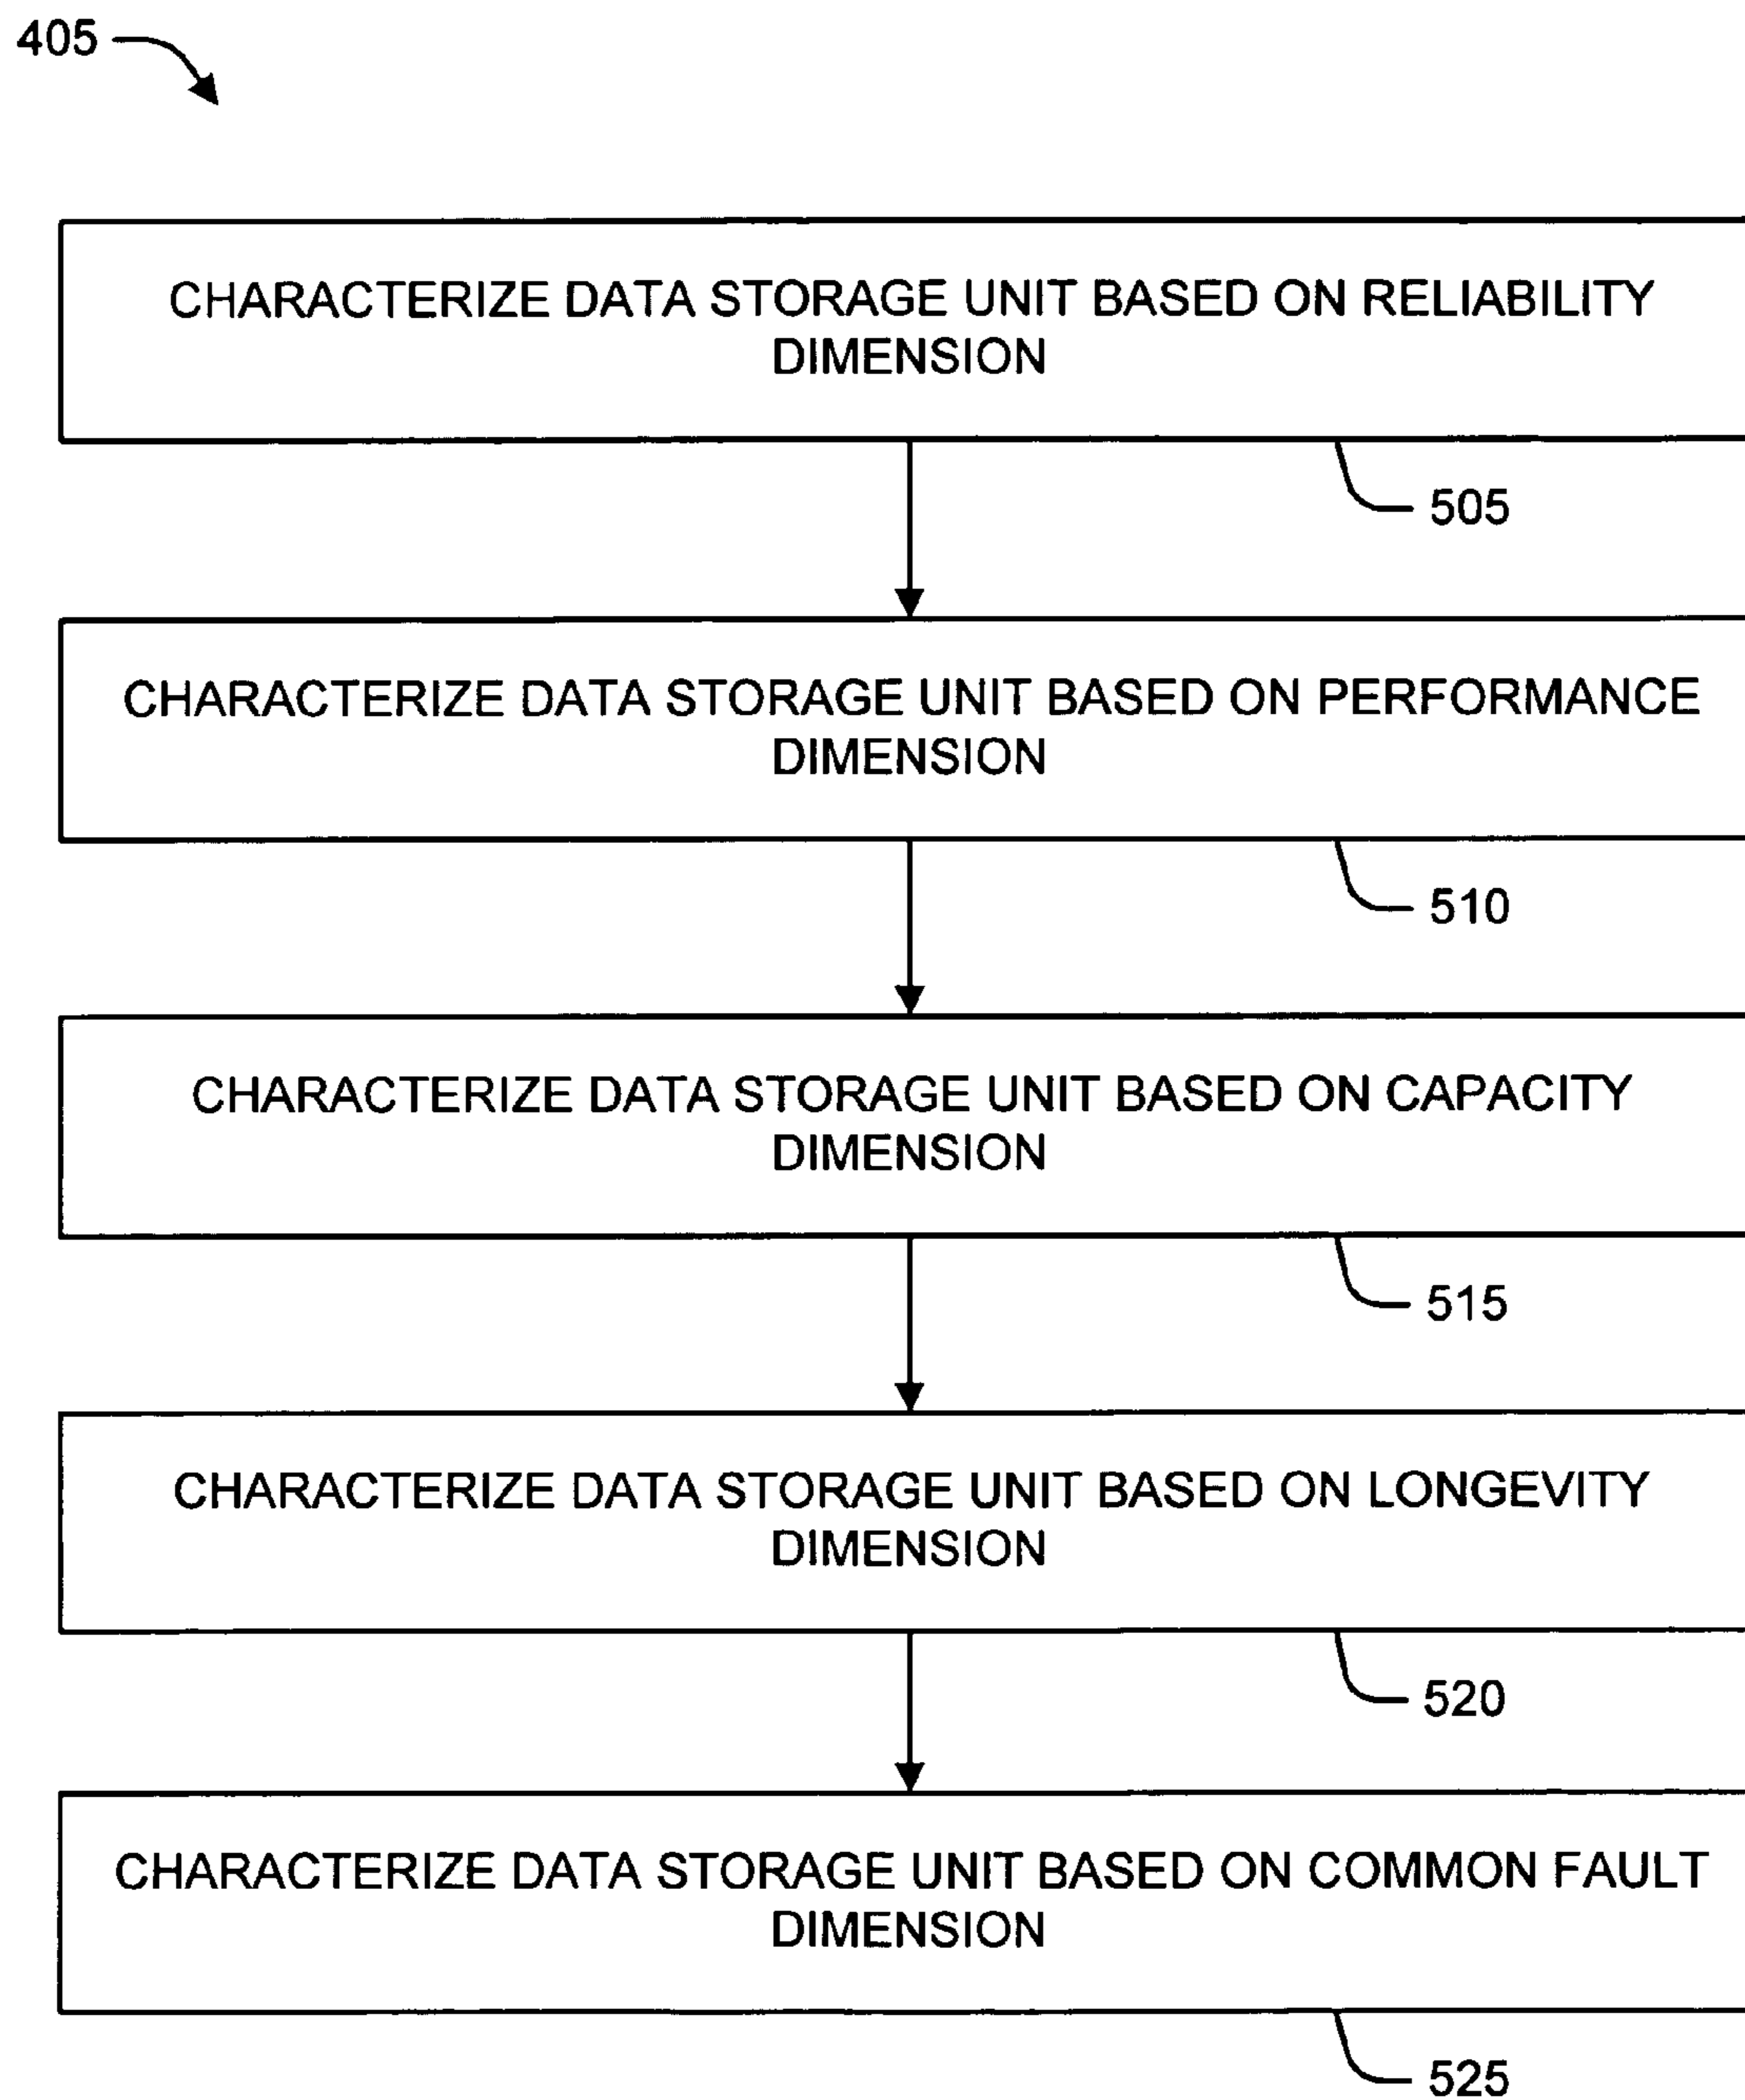 405
CHARACTERIZE DATA STORAGE UNIT BASED ON RELIABILITY
DIMENSION
505
CHARACTERIZE DATA STORAGE UNIT BASED ON PERFORMANCE
DIMENSION
510
CHARACTERIZE DATA STORAGE UNIT BASED ON CAPACITY
DIMENSION
515
CHARACTERIZE DATA STORAGE UNIT BASED ON LONGEVITY
DIMENSION
520
CHARACTERIZE DATA STORAGE UNIT BASED ON COMMON FAULT
DIMENSION
525